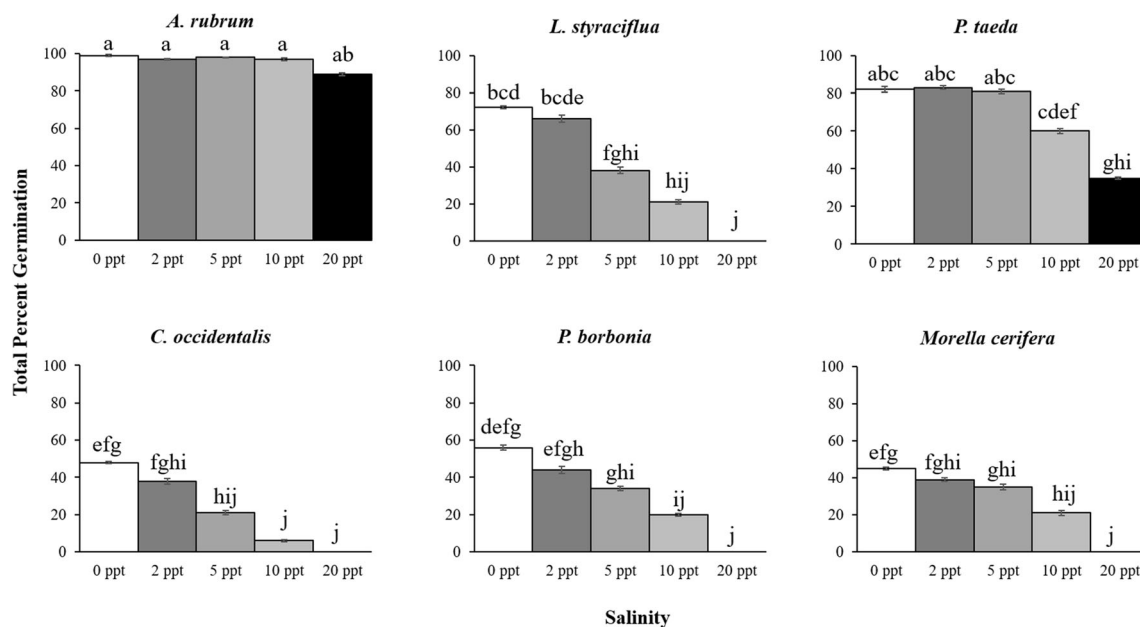 A. rubrum
a a a a ab
100
80
60
40
20
0
0 ppt 2 ppt 5 ppt 10 ppt 20 ppt
L. styraciflua
bcd bcde fghi hij j
100
80
60
40
20
0
0 ppt 2 ppt 5 ppt 10 ppt 20 ppt
P. taeda
abc abc abc cdef ghi
100
80
60
40
20
0
0 ppt 2 ppt 5 ppt 10 ppt 20 ppt
Total Percent Germination
C. occidentalis
efg fghi hij j j
100
80
60
40
20
0
0 ppt 2 ppt 5 ppt 10 ppt 20 ppt
P. borbonia
defg efgh ghi ij j
100
80
60
40
20
0
0 ppt 2 ppt 5 ppt 10 ppt 20 ppt
Morella cerifera
efg fghi ghi hij j
100
80
60
40
20
0
0 ppt 2 ppt 5 ppt 10 ppt 20 ppt
Salinity